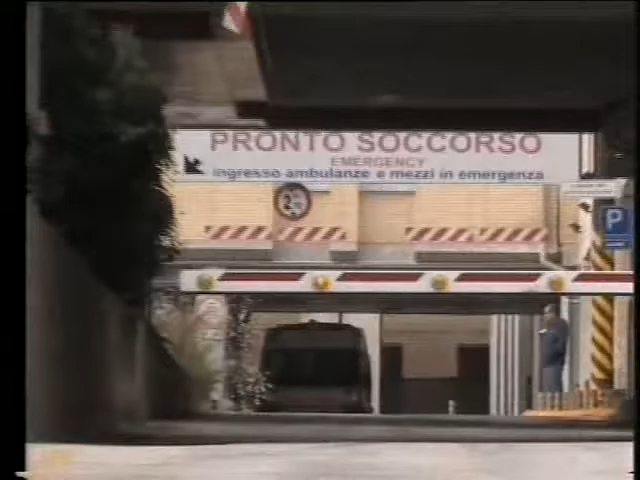 PRONTO SOCCORSO
EMERGENCY
ingresso ambulanze e mezzi in emergenza
P